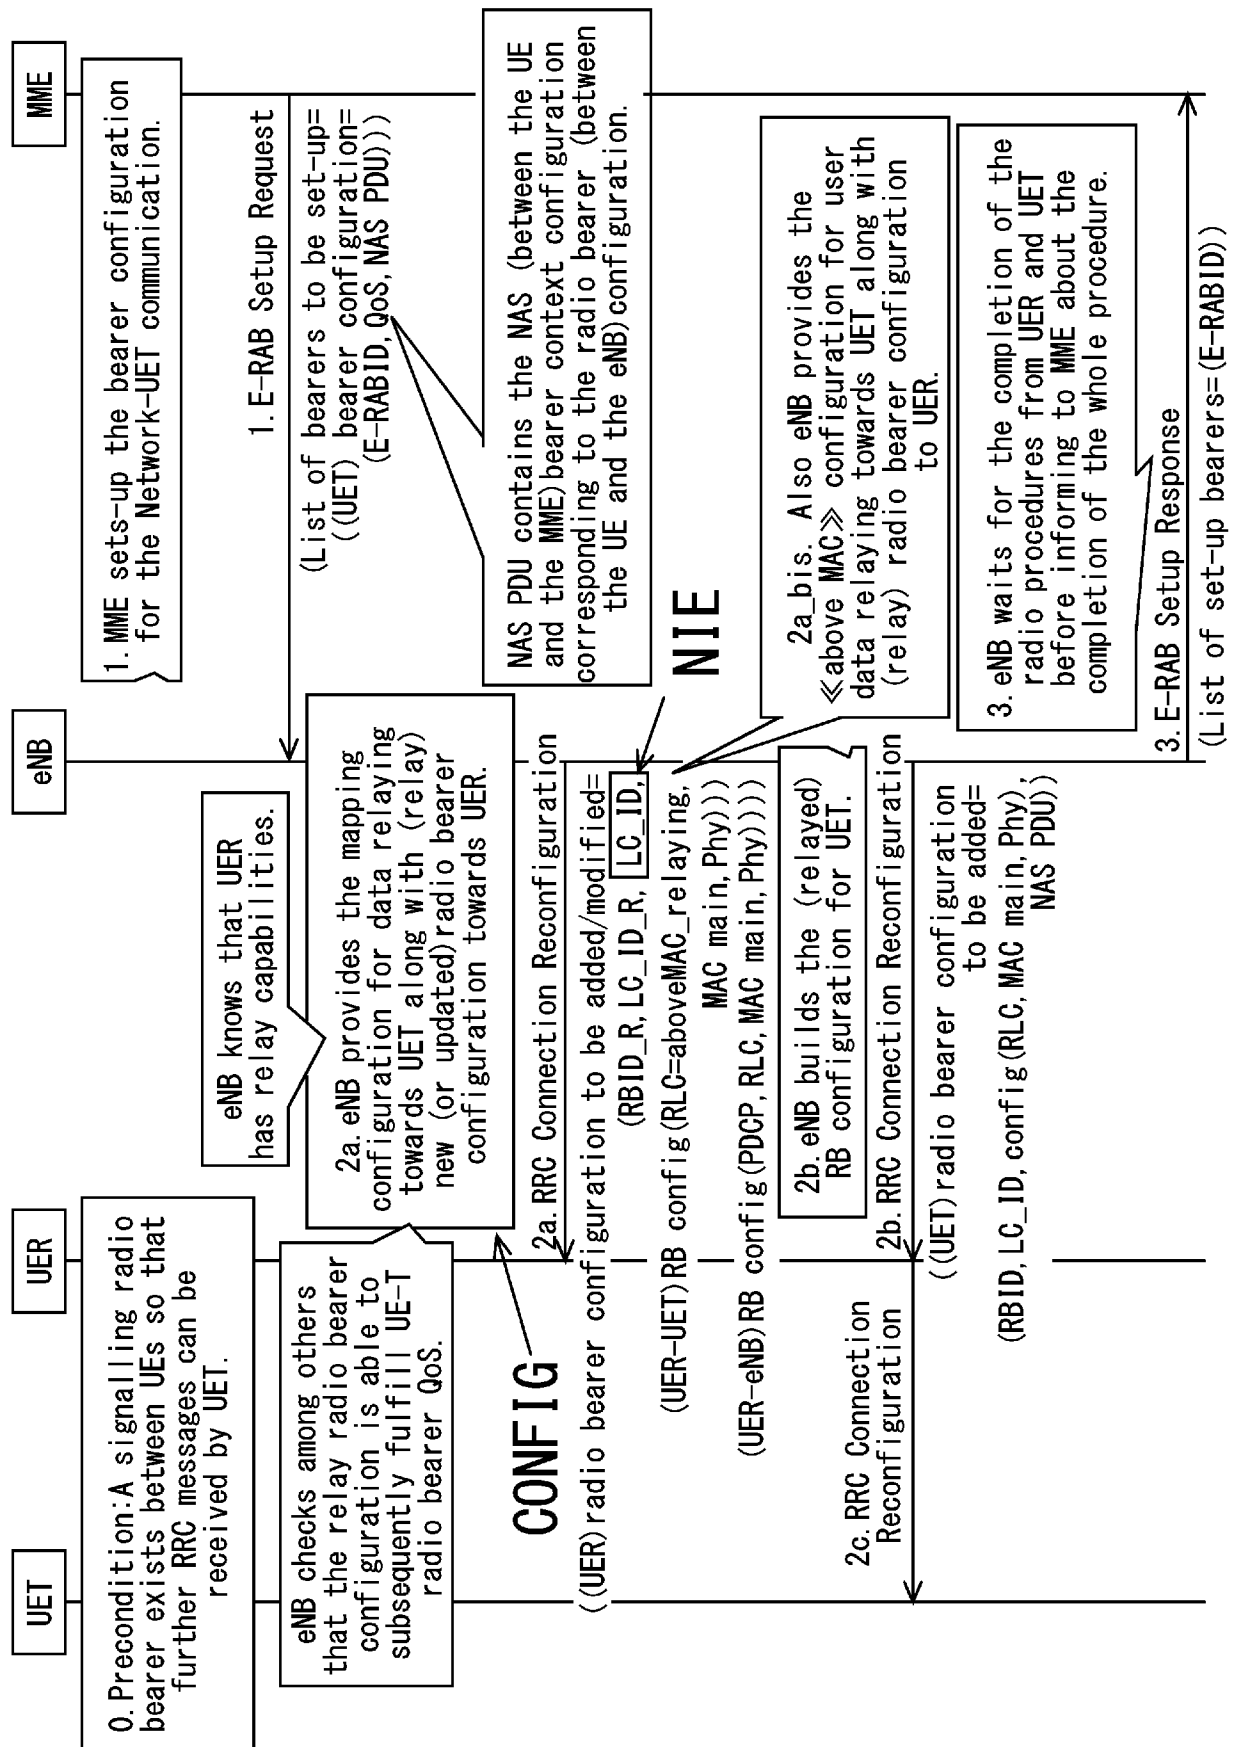 UET
UER
eNB
MME
0.Precondition:A signalling radio
bearer exists between UEs so that
further RRC messages can be
received by UET.
1. MME sets-up the bearer configuration
for the Network-UET communication.
eNB knows that UER
has relay capabilities.
1. E-RAB Setup Request
(List of bearers to be set-up=
((UET) bearer configuration=
(E-RABID, QoS, NAS PDU)))
eNB checks among others
that the relay radio bearer
configuration is able to
subsequently fulfill UE-T
radio bearer QoS.
2a. eNB provides the mapping
configuration for data relaying
towards UET along with (relay)
new (or updated)radio bearer
configuration towards UER.
NAS PDU contains the NAS (between the UE
and the MME)bearer context configuration
corresponding to the radio bearer (between
the UE and the eNB)configuration.
CONFIG
2a. RRC Connection Reconfiguration
((UER)radio bearer configuration to be added/modified=
(RBID_R, LC_ID_R, LC_ID,
NIE
(UER-UET)RB config(RLC=aboveMAC_relaying,
MAC main, Phy)))
(UER-eNB)RB config(PDCP, RLC, MAC main, Phy))))
2a_bis. Also eNB provides the
≪above MAC≫ configuration for user
data relaying towards UET along with
(relay) radio bearer configuration
to UER.
2b. eNB builds the (relayed)
RB configuration for UET.
2b. RRC Connection Reconfiguration
((UET)radio bearer configuration
to be added=
(RBID, LC_ID, config(RLC, MAC main, Phy),
NAS PDU))
2c. RRC Connection
Reconfiguration
3. eNB waits for the completion of the
radio procedures from UER and UET
before informing to MME about the
completion of the whole procedure.
3. E-RAB Setup Response
(List of set-up bearers=(E-RABID))